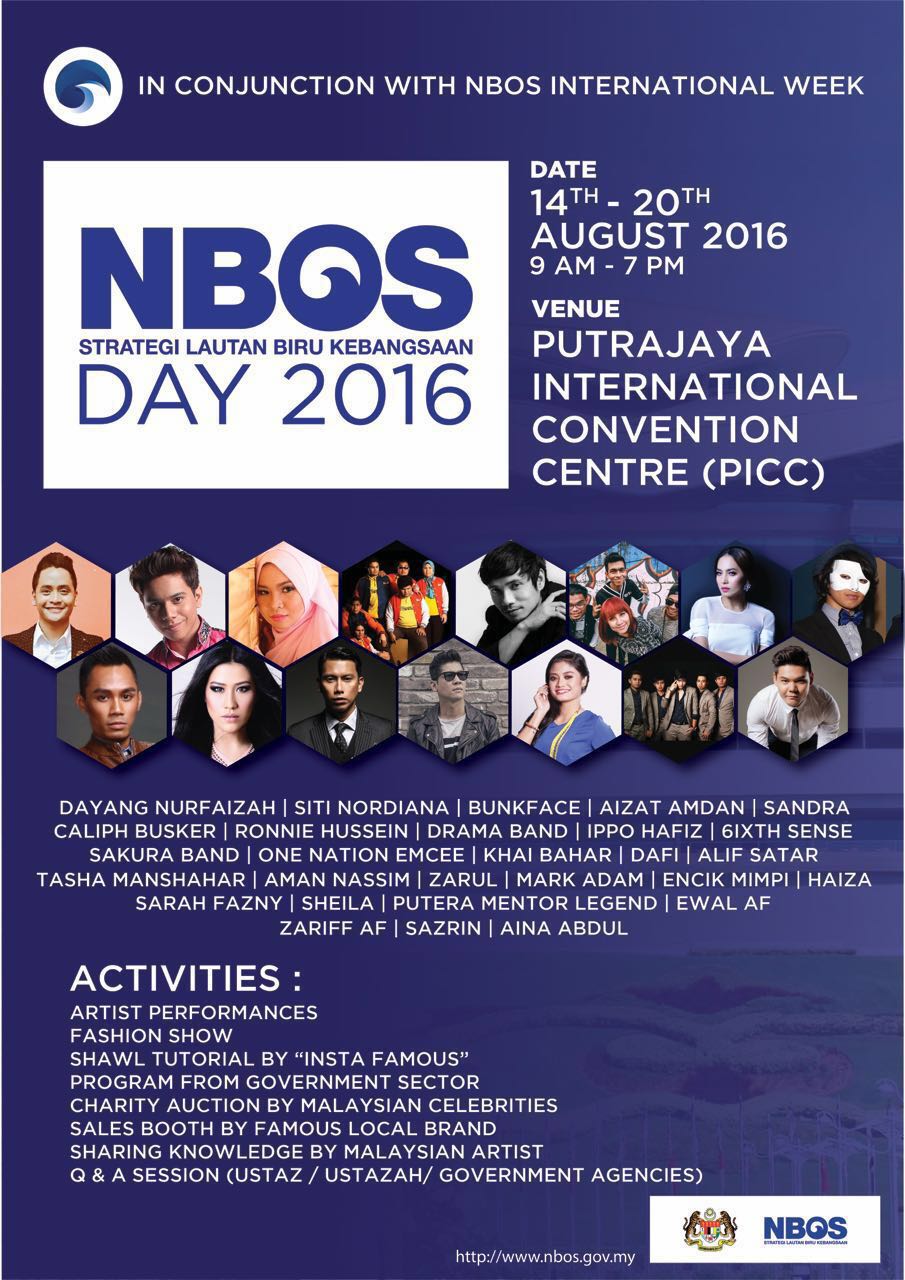 IN CONJUNCTION WITH NBOS INTERNATIONAL WEEK
NBOS
STRATEGI LAUTAN BIRU KEBANGSAAN
DAY 2016
DATE
14TH - 20TH
AUGUST 2016
9 AM - 7 PM
VENUE
PUTRAJAYA
INTERNATIONAL
CONVENTION
CENTRE (PICC)
DAYANG NURFAIZAH | SITI NORDIANA | BUNKFACE | AIZAT AMDAN | SANDRA
CALIPH BUSKER | RONNIE HUSSEIN | DRAMA BAND | IPPO HAFIZ | 6IXTH SENSE
SAKURA BAND | ONE NATION EMCEE | KHAI BAHAR | DAFI | ALIF SATAR
TASHA MANSHAHAR | AMAN NASSIM | ZARUL | MARK ADAM | ENCIK MIMPI | HAIZA
SARAH FAZNY | SHEILA | PUTERA MENTOR LEGEND | EWAL AF
ZARIFF AF | SAZRIN | AINA ABDUL
ACTIVITIES :
ARTIST PERFORMANCES
FASHION SHOW
SHAWL TUTORIAL BY “INSTA FAMOUS”
PROGRAM FROM GOVERNMENT SECTOR
CHARITY AUCTION BY MALAYSIAN CELEBRITIES
SALES BOOTH BY FAMOUS LOCAL BRAND
SHARING KNOWLEDGE BY MALAYSIAN ARTIST
Q & A SESSION (USTAZ / USTAZAH/ GOVERNMENT AGENCIES)
http://www.nbos.gov.my
NBOS
STRATEGI LAUTAN BIRU KEBANGSAAN